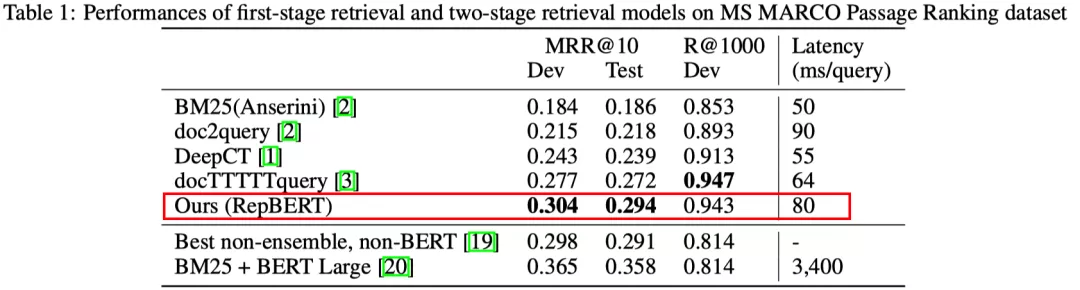 Table 1: Performances of first-stage retrieval and two-stage retrieval models on MS MARCO Passage Ranking dataset
MRR@10 R@1000 Latency
Dev Test Dev (ms/query)
BM25(Anserini) [2] 0.184 0.186 0.853 50
doc2query [2] 0.215 0.218 0.893 90
DeepCT [1] 0.243 0.239 0.913 55
docTTTTTquery [3] 0.277 0.272 0.947 64
Ours (RepBERT) 0.304 0.294 0.943 80
Best non-ensemble, non-BERT [19] 0.298 0.291 0.814 -
BM25 + BERT Large [20] 0.365 0.358 0.814 3,400